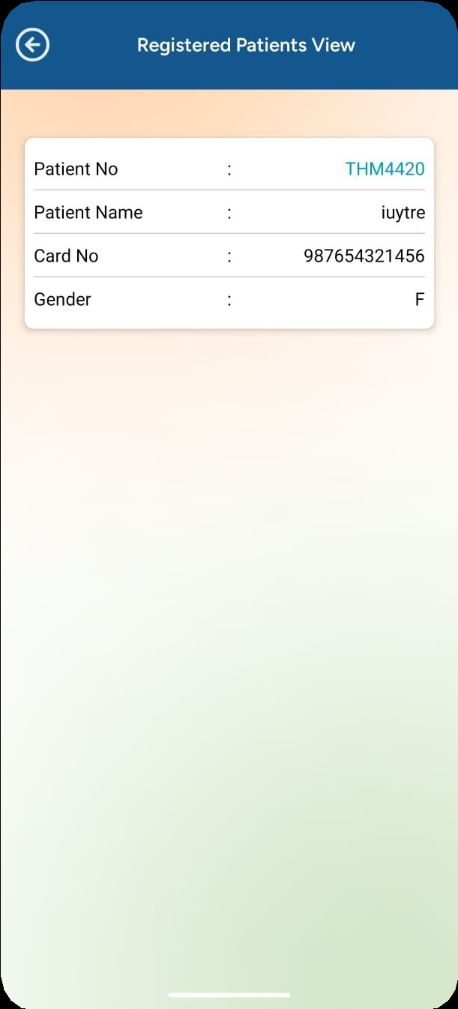 Registered Patients View
Patient No : THM4420
Patient Name : iuytre
Card No : 987654321456
Gender : F